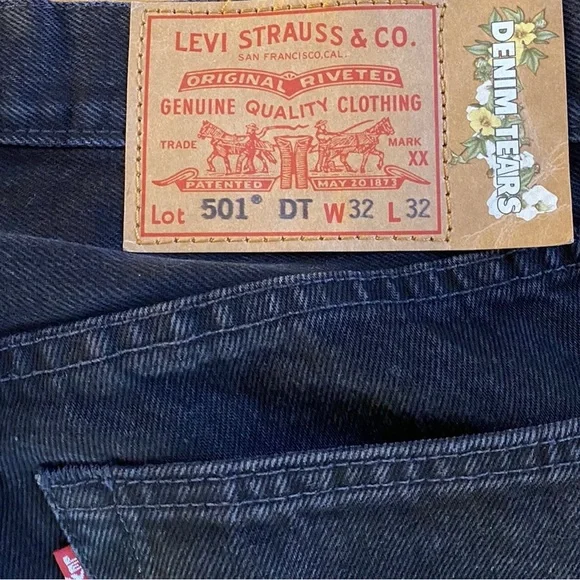 LEVI STRAUSS & CO.
SAN FRANCISCO, CAL.
ORIGINAL RIVETED
GENUINE QUALITY CLOTHING
TRADE MARK
XX
PATENTED MAY 20 1873
Lot 501® DT W32 L32
DENIM TEARS